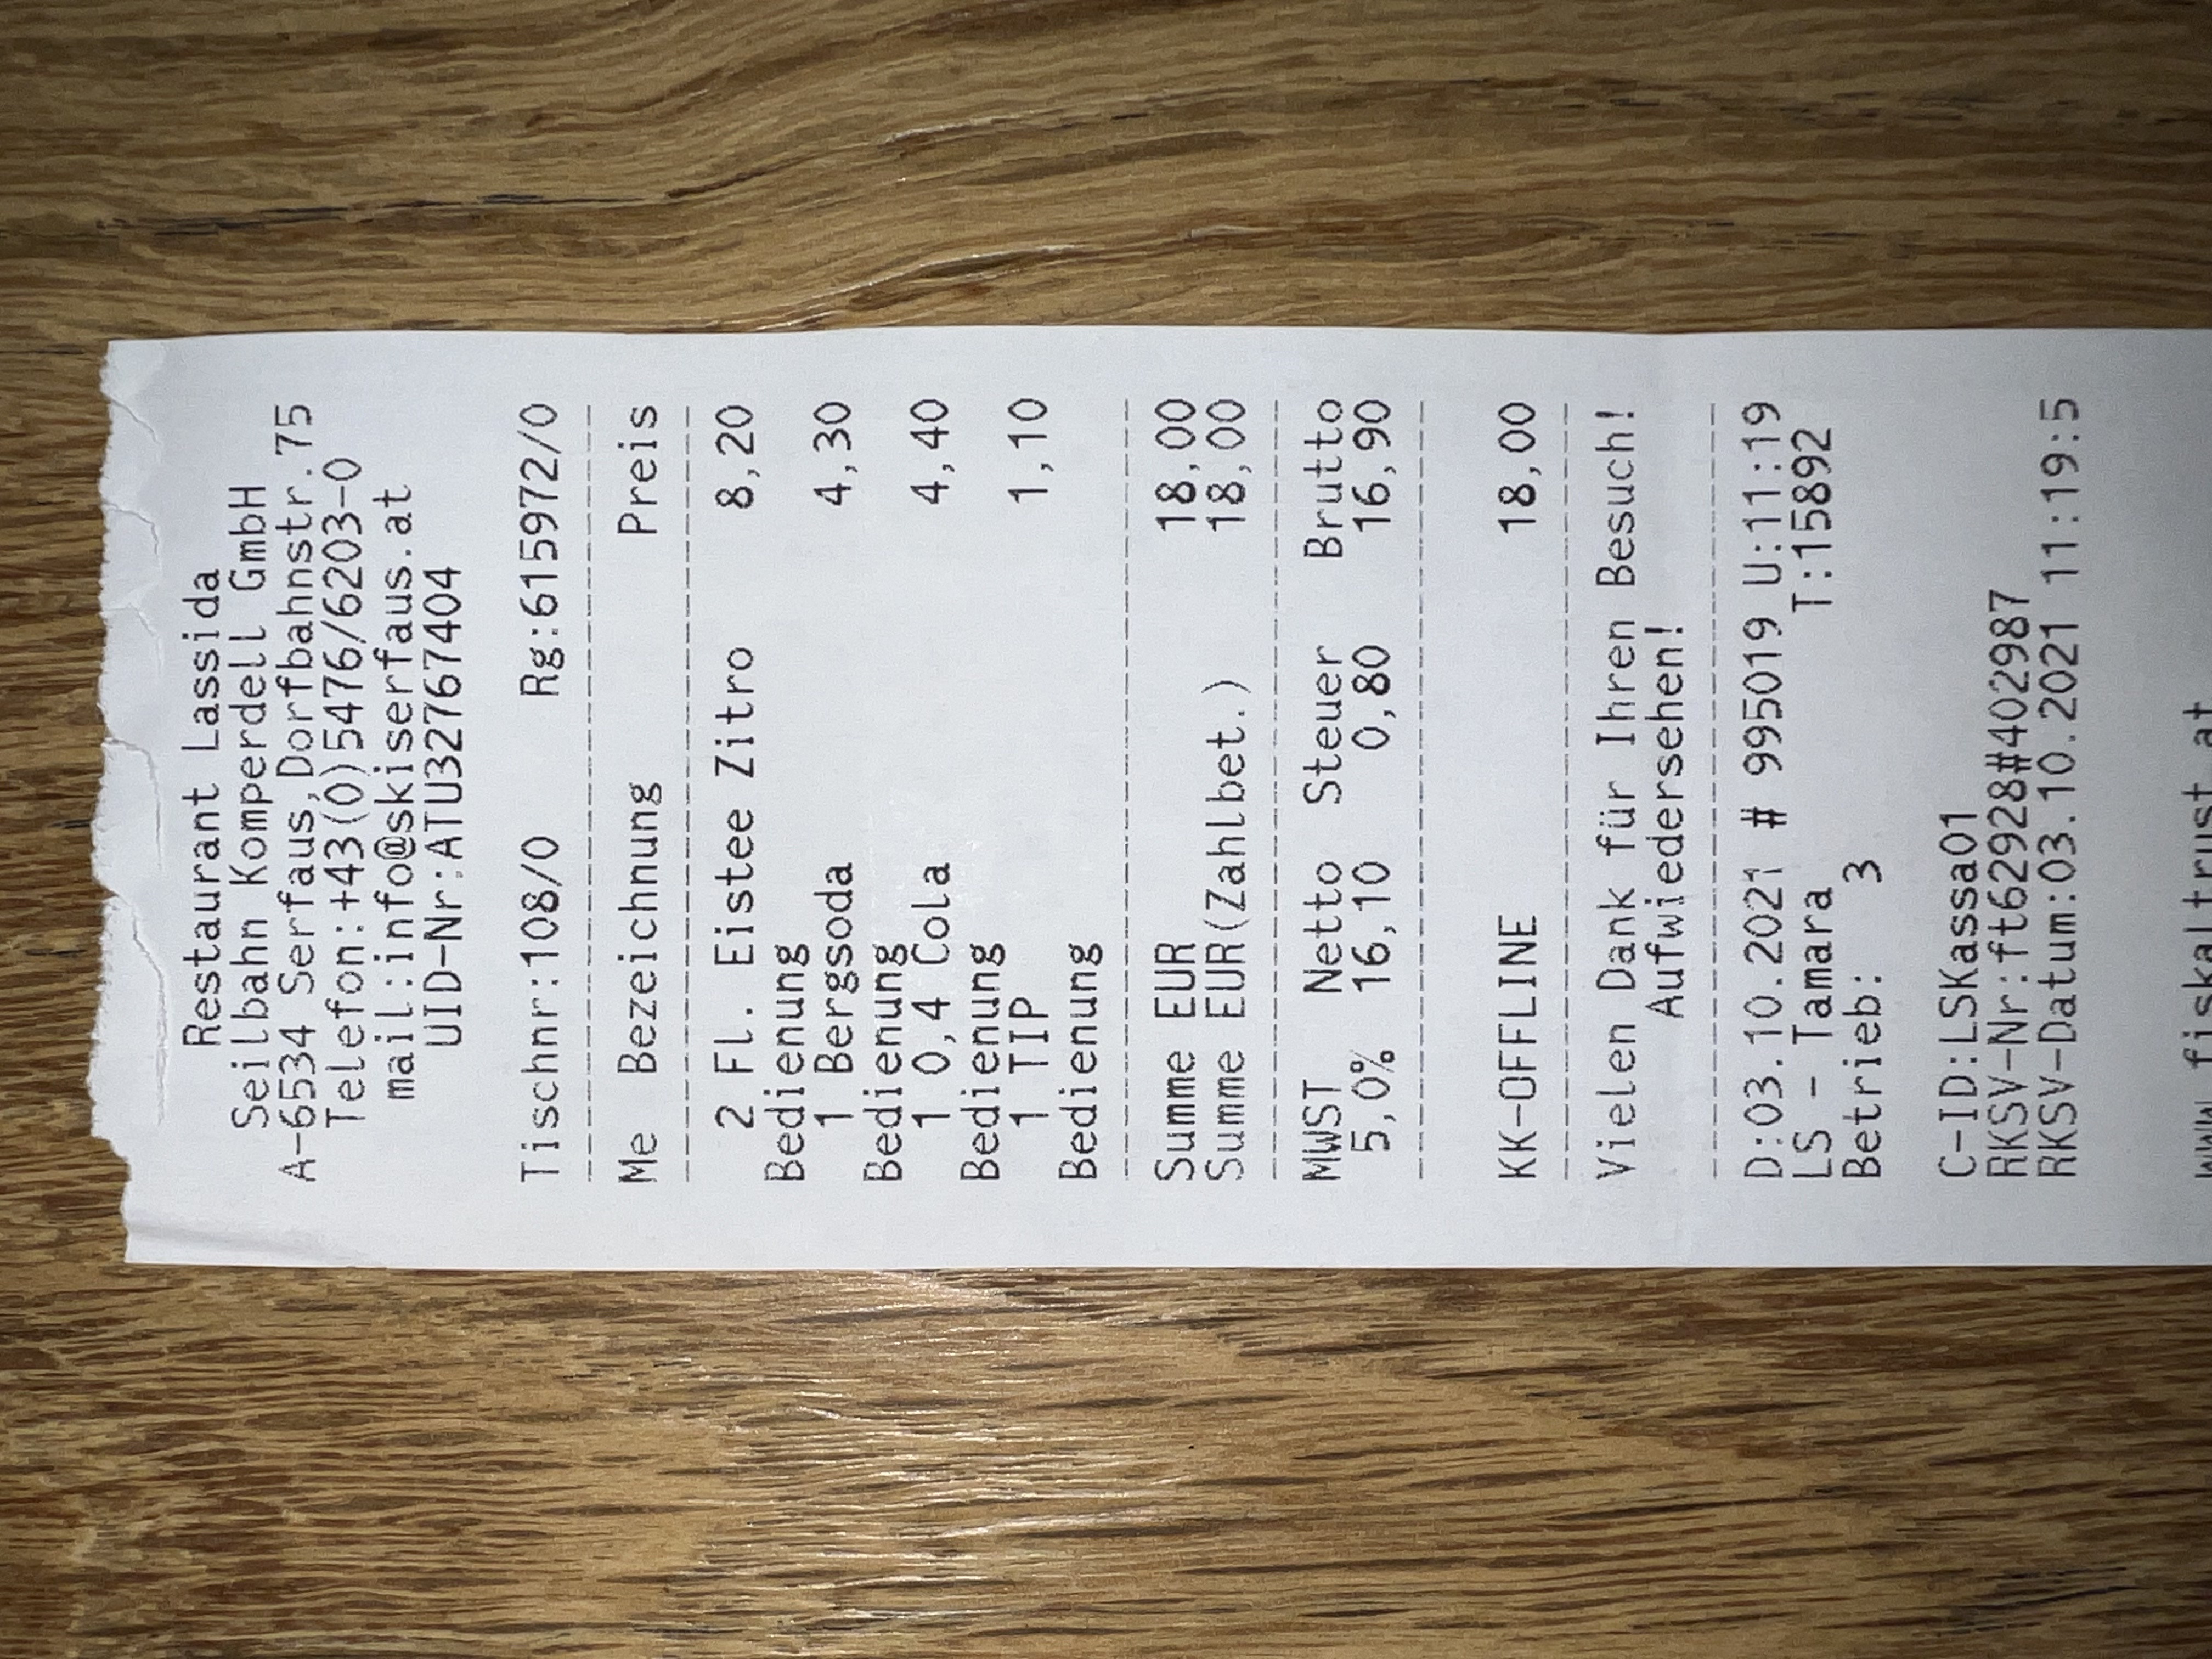 Restaurant Lassida
Seilbahn Komperdell GmbH
A-6534 Serfaus,Dorfbahnstr.75
Telefon:+43(0)5476/6203-0
mail:info@skiserfaus.at
UID-Nr:ATU32767404
Tischnr:108/0 Rg:615972/0
Me Bezeichnung Preis
2 Fl. Eistee Zitro 8,20
Bedienung
1 Bergsoda 4,30
Bedienung
1 0,4 Cola 4,40
Bedienung
1 TIP 1,10
Bedienung
Summe EUR 18,00
Summe EUR(Zahlbet.) 18,00
MWST Netto Steuer Brutto
5,0% 16,10 0,80 16,90
KK-OFFLINE 18,00
Vielen Dank für Ihren Besuch!
Aufwiedersehen!
D:03.10.2021 # 995019 U:11:19
LS - Tamara T:15892
Betrieb: 3
C-ID:LSKassa01
RKSV-Nr:ft62928#402987
RKSV-Datum:03.10.2021 11:19:5
www.fiskaltrust.at